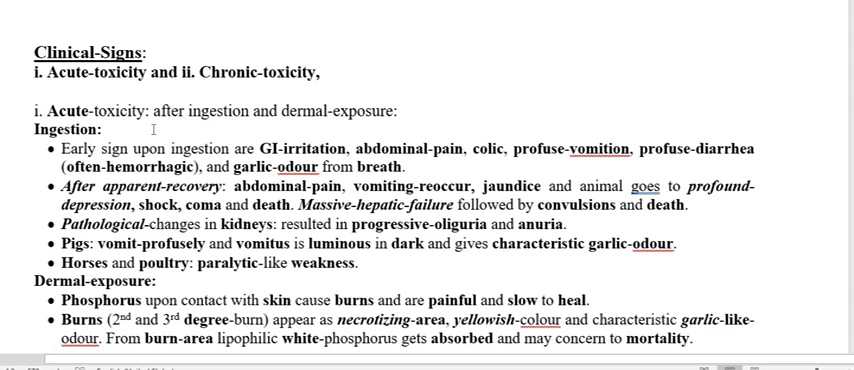 Clinical-Signs:
i. Acute-toxicity and ii. Chronic-toxicity,
i. Acute-toxicity: after ingestion and dermal-exposure:
Ingestion:
• Early sign upon ingestion are GI-irritation, abdominal-pain, colic, profuse-vomition, profuse-diarrhea
(often-hemorrhagic), and garlic-odour from breath.
• After apparent-recovery: abdominal-pain, vomiting-reoccur, jaundice and animal goes to profound-
depression, shock, coma and death. Massive-hepatic-failure followed by convulsions and death.
• Pathological-changes in kidneys: resulted in progressive-oliguria and anuria.
• Pigs: vomit-profusely and vomitus is luminous in dark and gives characteristic garlic-odour.
• Horses and poultry: paralytic-like weakness.
Dermal-exposure:
• Phosphorus upon contact with skin cause burns and are painful and slow to heal.
• Burns (2nd and 3rd degree-burn) appear as necrotizing-area, yellowish-colour and characteristic garlic-like-
odour. From burn-area lipophilic white-phosphorus gets absorbed and may concern to mortality.